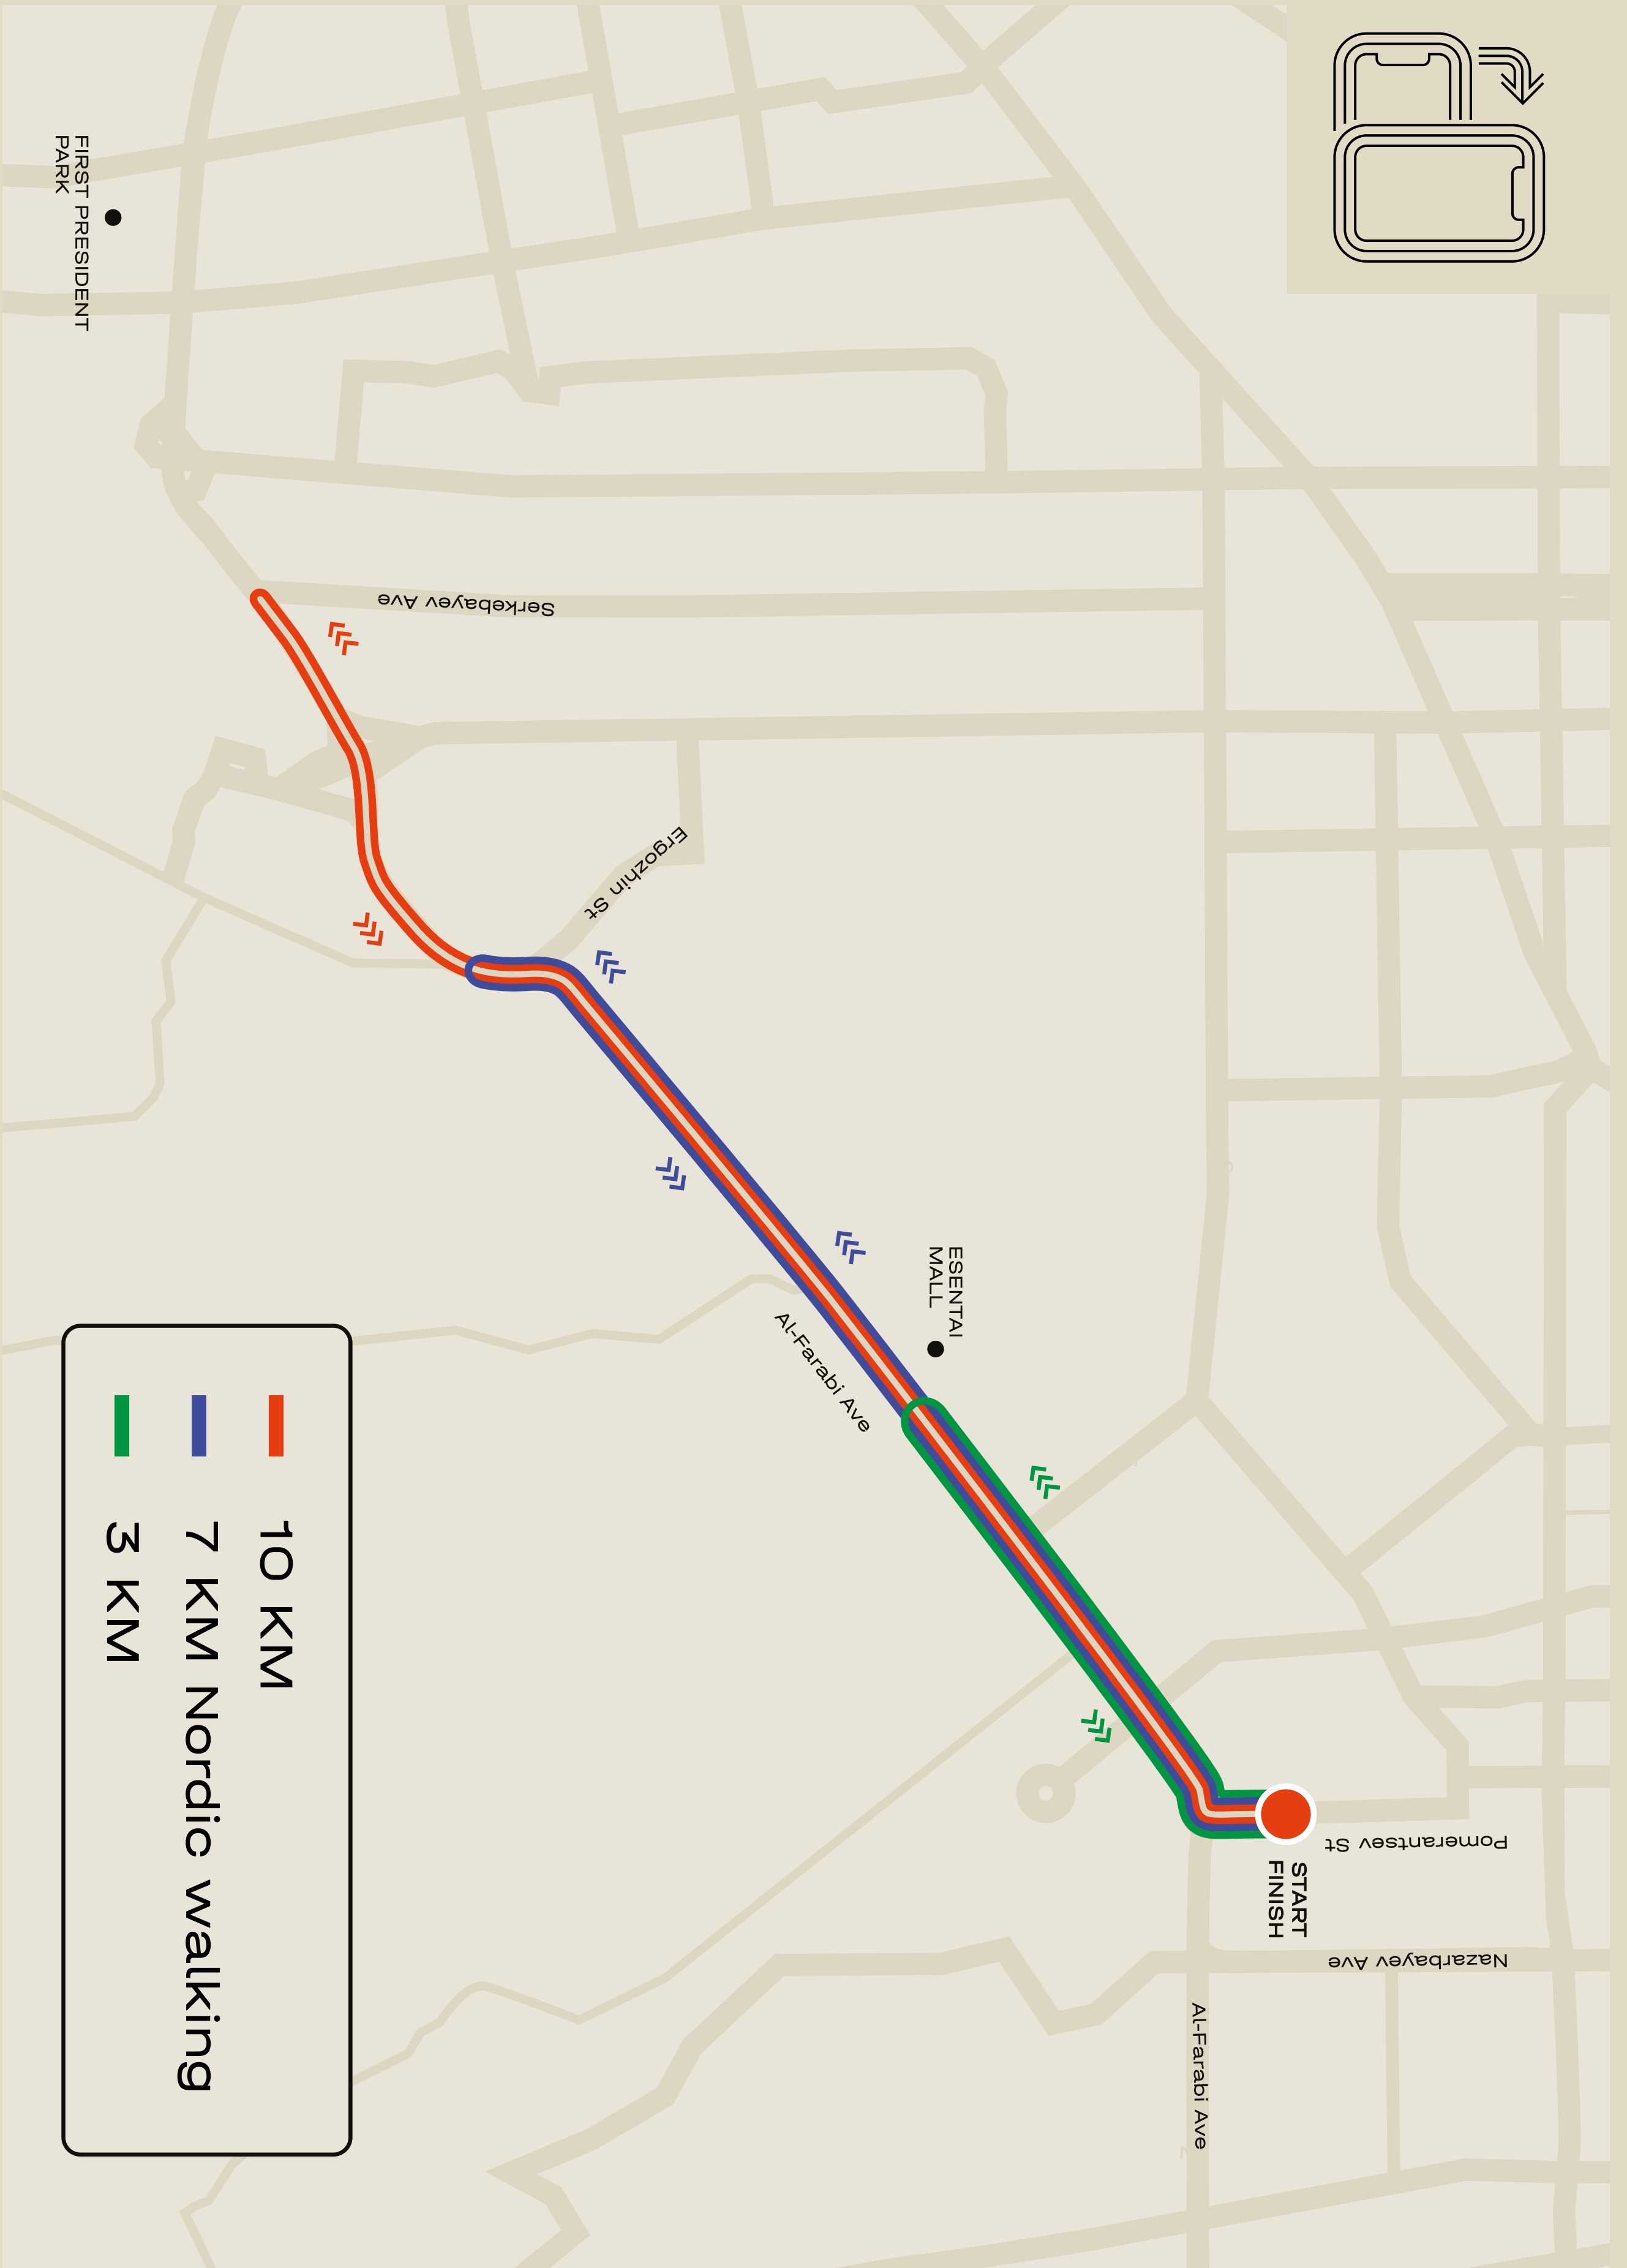 FIRST PRESIDENT
PARK
Serkebayev Ave
Ergozhin St
ESENTAI
MALL
Al-Farabi Ave
Pomerantsev St
START
FINISH
Nazarbayev Ave
Al-Farabi Ave
10 KM
7 KM Nordic walking
3 KM